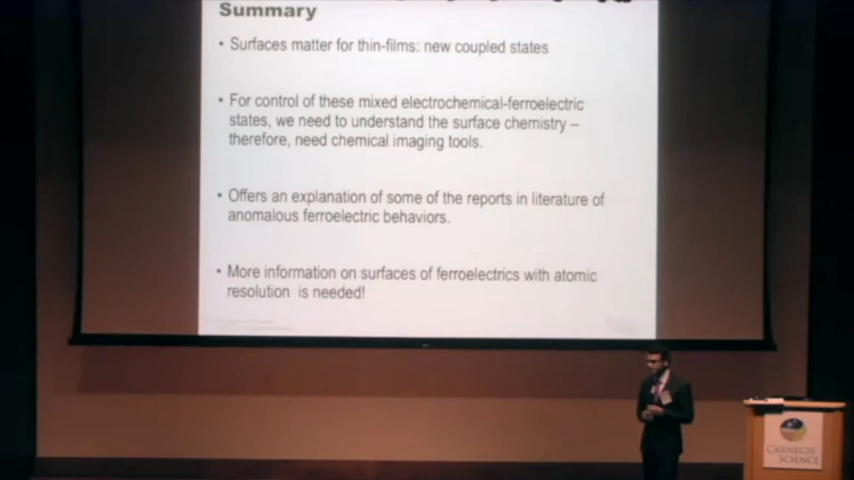 Summary
• Surfaces matter for thin-films: new coupled states
• For control of these mixed electrochemical-ferroelectric
states, we need to understand the surface chemistry –
therefore, need chemical imaging tools.
• Offers an explanation of some of the reports in literature of
anomalous ferroelectric behaviors.
• More information on surfaces of ferroelectrics with atomic
resolution is needed!
CARNEGIE
SCIENCE